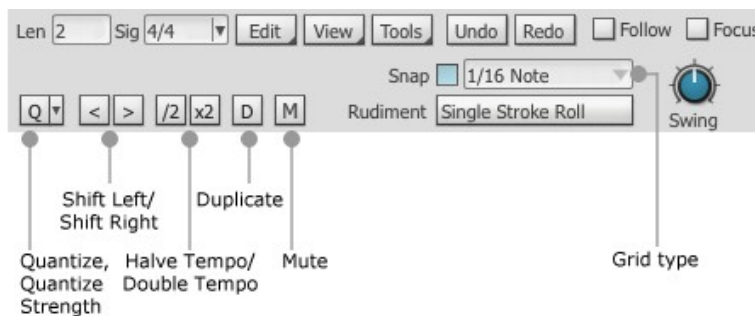 Len 2 Sig 4/4 Edit View Tools Undo Redo Follow Focus
Snap 1/16 Note
Q < > /2 x2 D M Rudiment Single Stroke Roll Swing
Shift Left/ Duplicate
Shift Right
Quantize, Halve Tempo/ Mute Grid type
Quantize Double Tempo
Strength